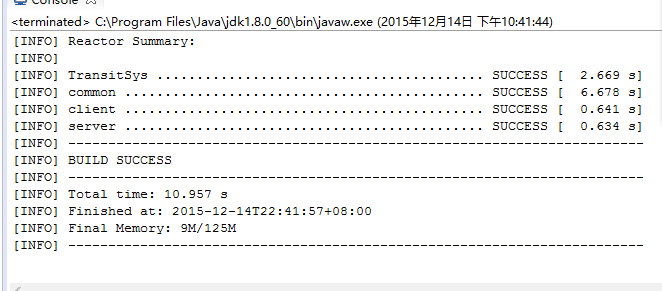 Console
<terminated> C:\Program Files\Java\jdk1.8.0_60\bin\javaw.exe (2015年12月14日 下午10:41:44)
[INFO] Reactor Summary:
[INFO]
[INFO] TransitSys ......................................... SUCCESS [  2.669 s]
[INFO] common ............................................. SUCCESS [  6.678 s]
[INFO] client ............................................. SUCCESS [  0.641 s]
[INFO] server ............................................. SUCCESS [  0.634 s]
[INFO] ------------------------------------------------------------------------
[INFO] BUILD SUCCESS
[INFO] ------------------------------------------------------------------------
[INFO] Total time: 10.957 s
[INFO] Finished at: 2015-12-14T22:41:57+08:00
[INFO] Final Memory: 9M/125M
[INFO] ------------------------------------------------------------------------